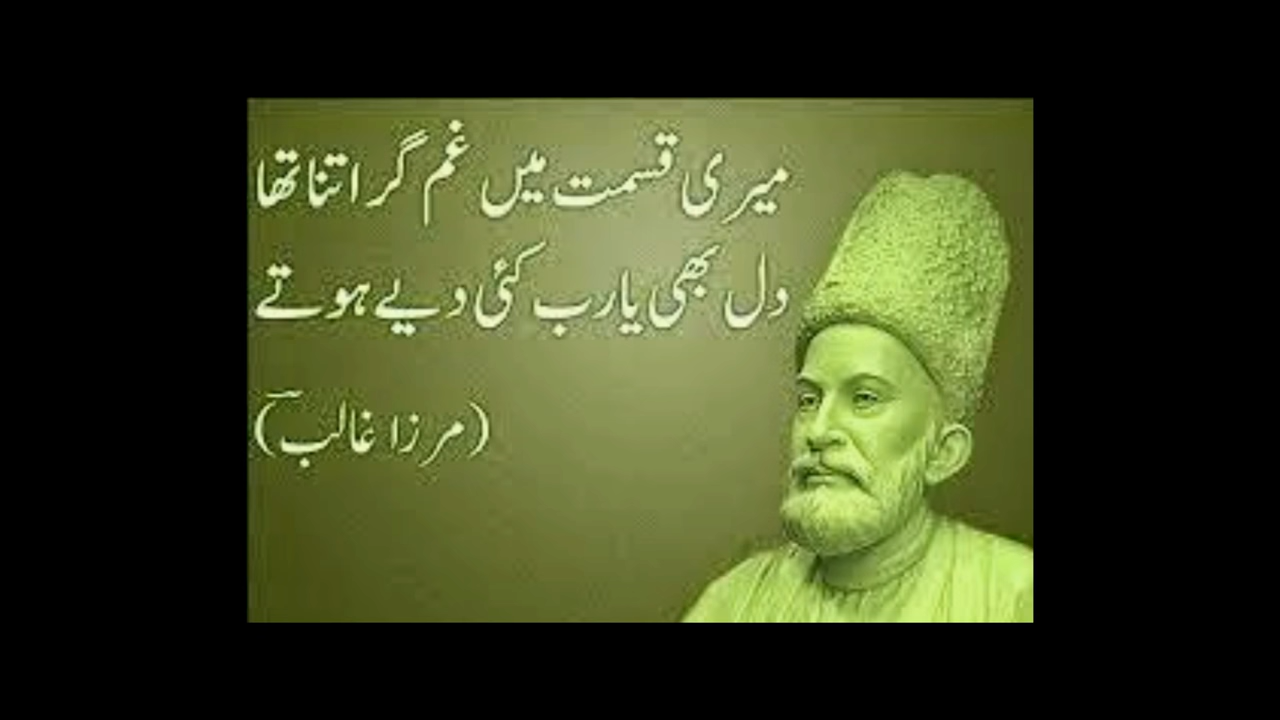 میری قسمت میں غم گر اتنا تھا
دل بھی یارب کئی دیے ہوتے
(مرزا غالبؔ)